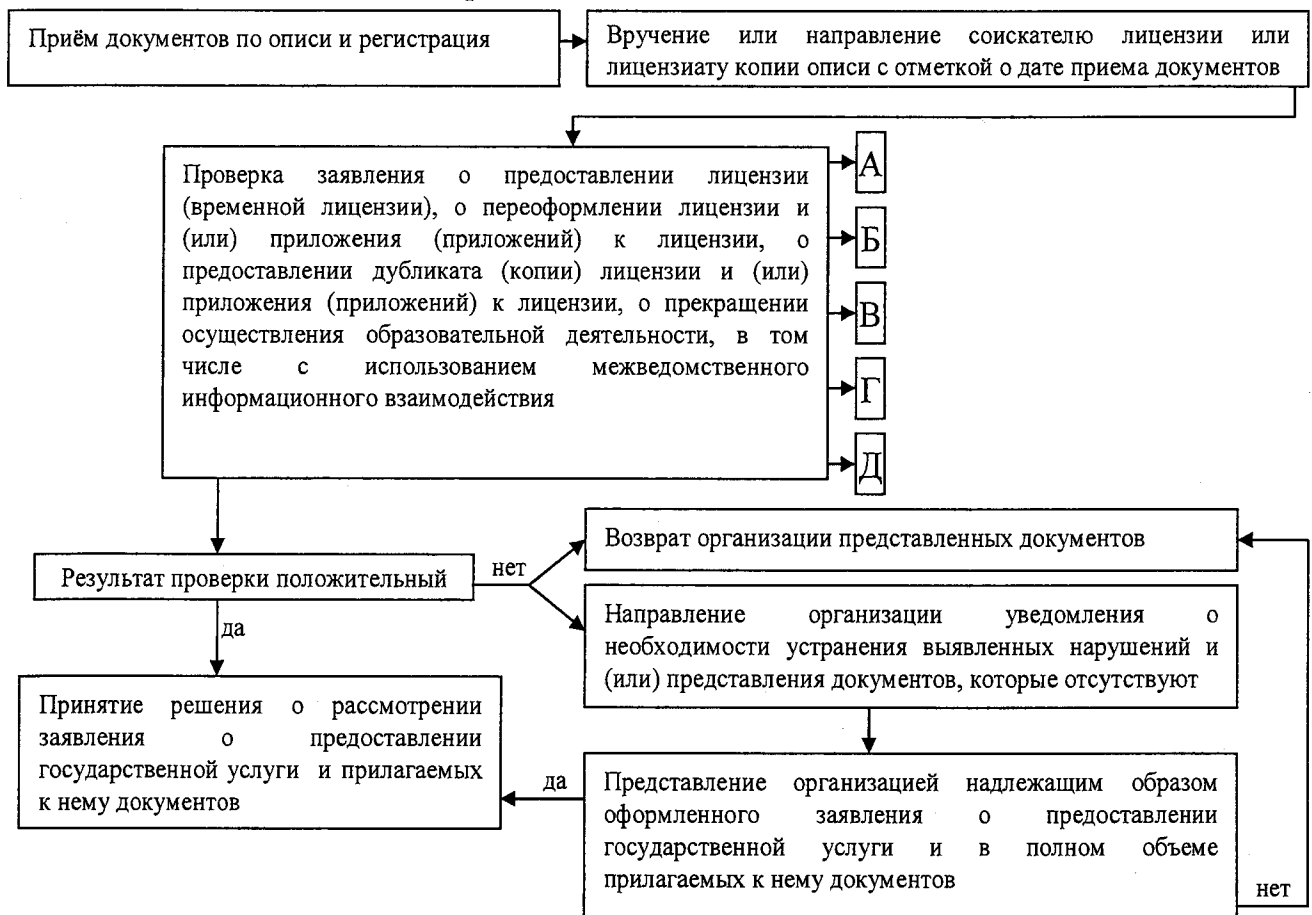 Приём документов по описи и регистрация
Вручение или направление соискателю лицензии или
лицензиату копии описи с отметкой о дате приема документов
Проверка заявления о предоставлении лицензии
(временной лицензии), о переоформлении лицензии и
(или) приложения (приложений) к лицензии, о
предоставлении дубликата (копии) лицензии и (или)
приложения (приложений) к лицензии, о прекращении
осуществления образовательной деятельности, в том
числе с использованием межведомственного
информационного взаимодействия
А
Б
В
Г
Д
Результат проверки положительный
нет
Возврат организации представленных документов
Направление организации уведомления о
необходимости устранения выявленных нарушений и
(или) представления документов, которые отсутствуют
да
Принятие решения о рассмотрении
заявления о предоставлении
государственной услуги и прилагаемых
к нему документов
да
Представление организацией надлежащим образом
оформленного заявления о предоставлении
государственной услуги и в полном объеме
прилагаемых к нему документов
нет